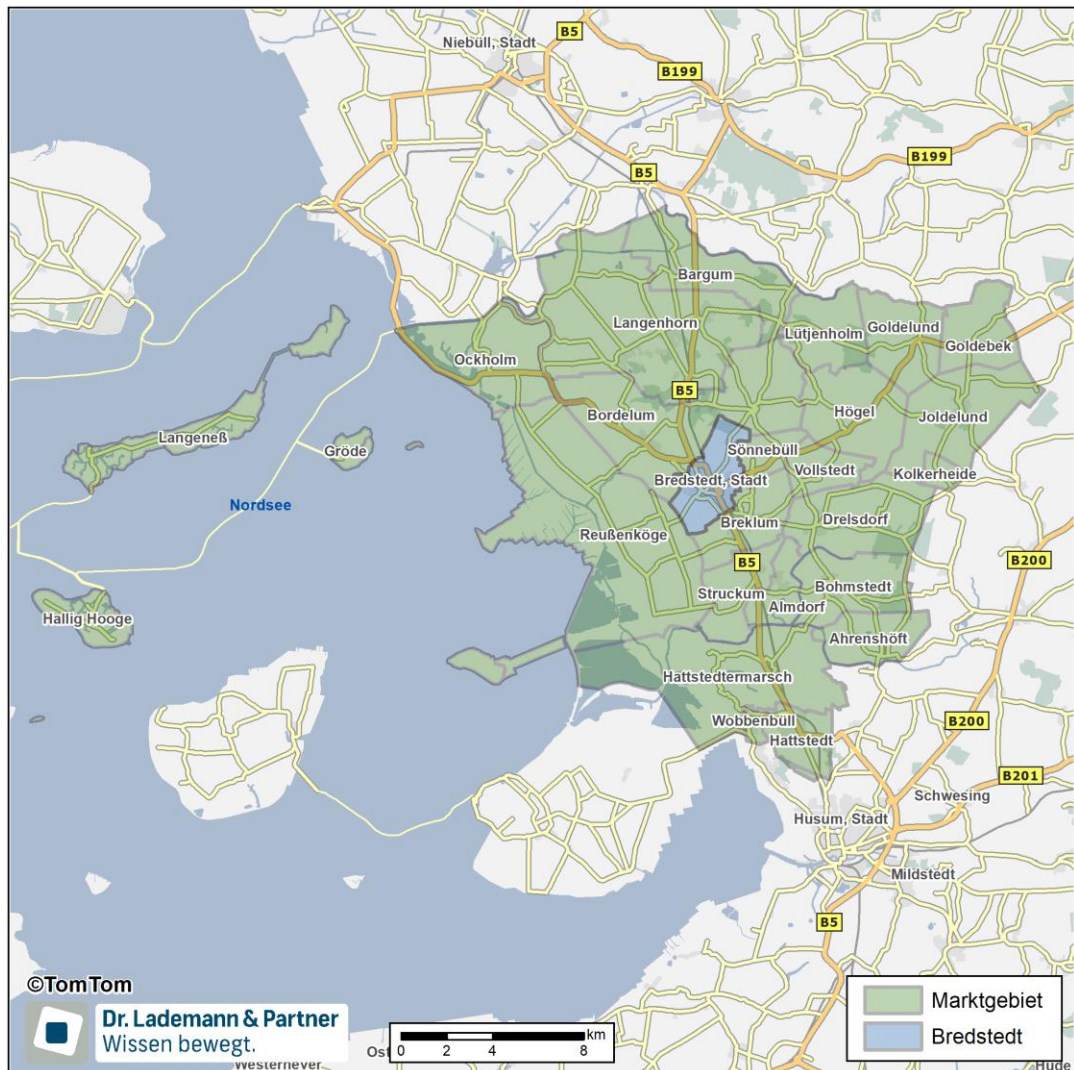 B5
Niebüll, Stadt
B199
B199
B5
Bargum
Langenhorn
Lütjenholm
Goldelund
Goldebek
Ockholm
B5
Bordelum
Högel
Joldelund
Langeneß
Gröde
Sönnebüll
Vollstedt
Kolkerheide
Bredstedt, Stadt
Nordsee
Breklum
Drelsdorf
Reußenköge
B5
B200
Struckum
Bohmstedt
Almdorf
Hallig Hooge
Ahrenshöft
Hattstedtermarsch
Wobbenbüll
Hattstedt
B200
B201
Schwesing
Husum, Stadt
Mildstedt
B5
©TomTom
Dr. Lademann & Partner
Wissen bewegt.
km
0 2 4 8
Marktgebiet
Bredstedt
Westernever
Hude